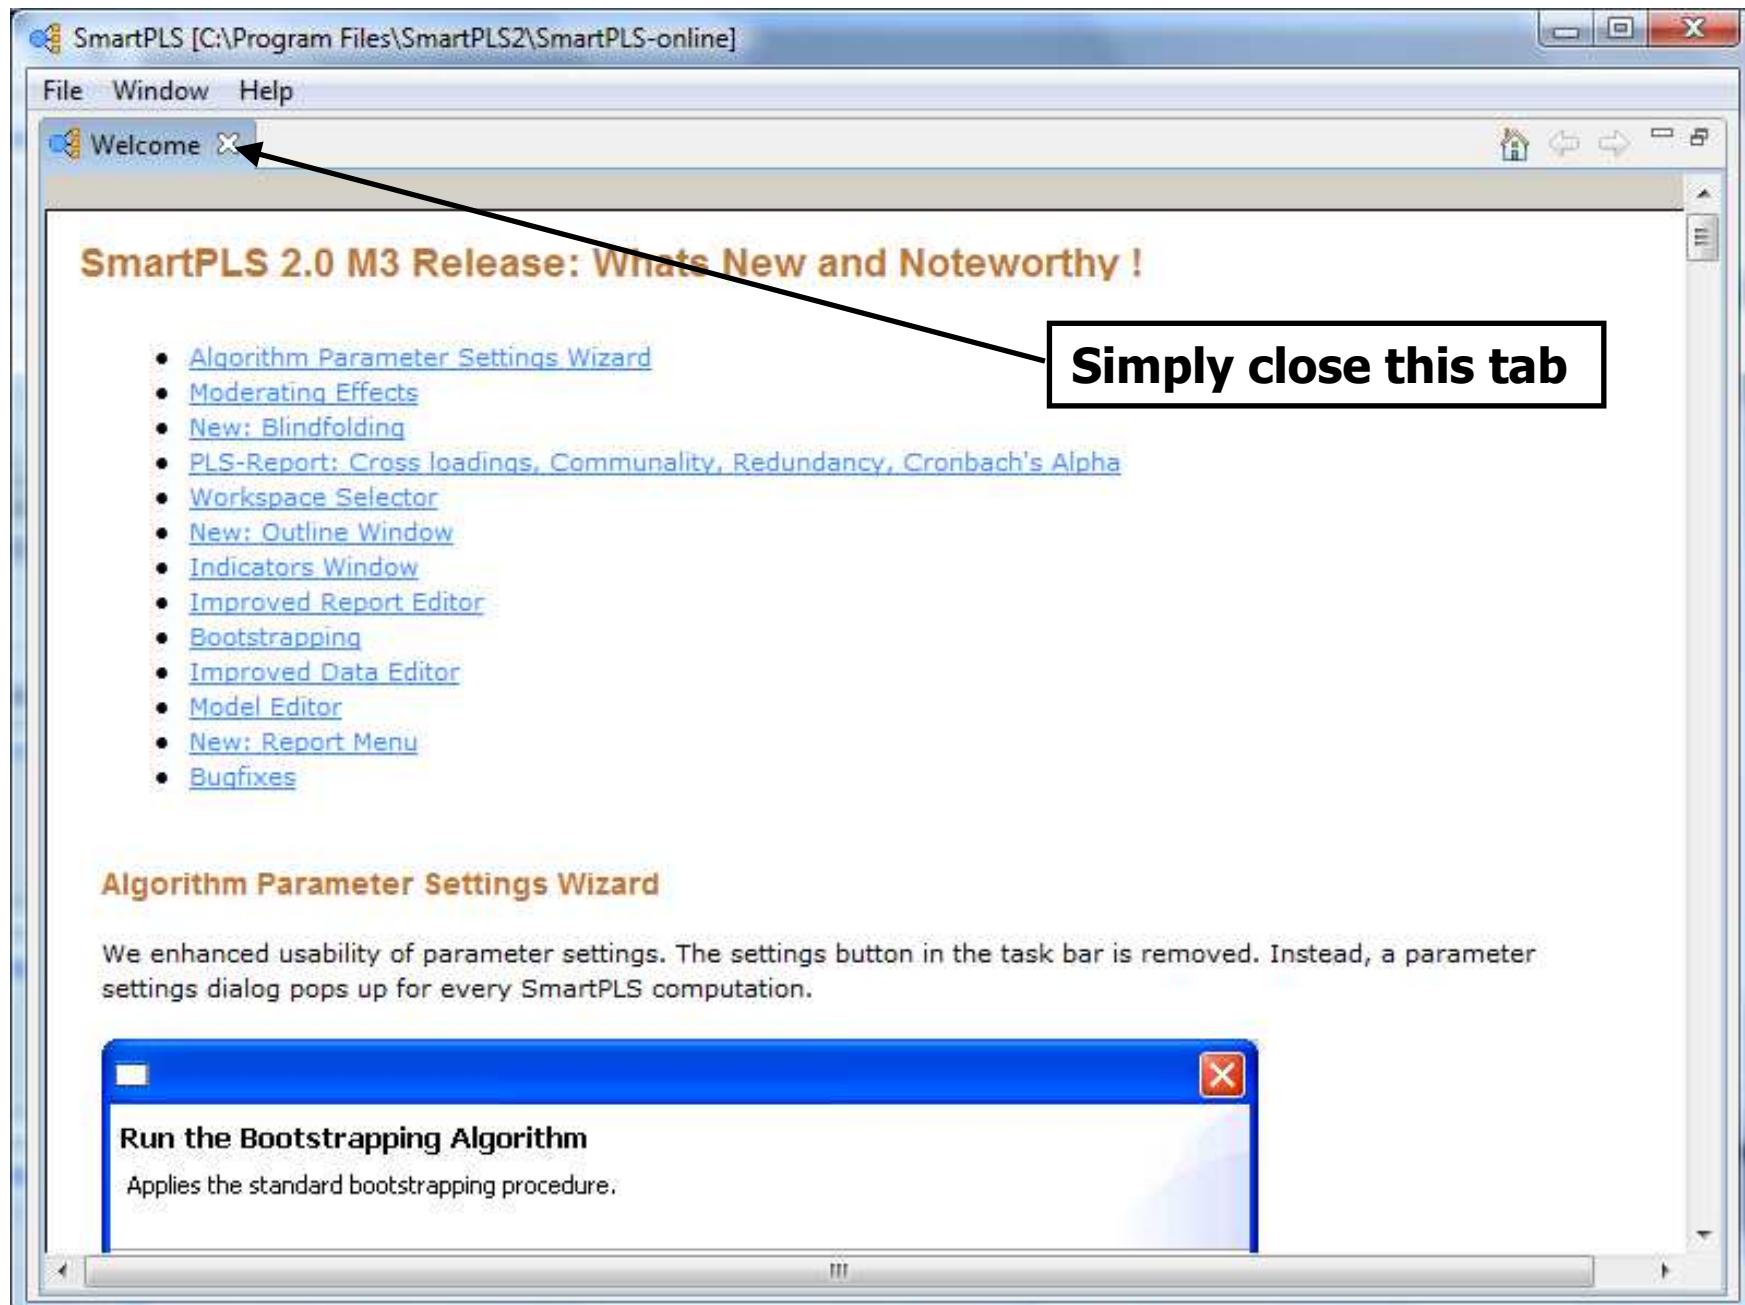 SmartPLS [C:\Program Files\SmartPLS2\SmartPLS-online]
File Window Help
Welcome
SmartPLS 2.0 M3 Release: Whats New and Noteworthy !
Simply close this tab
Algorithm Parameter Settings Wizard
Moderating Effects
New: Blindfolding
PLS-Report: Cross loadings, Communality, Redundancy, Cronbach's Alpha
Workspace Selector
New: Outline Window
Indicators Window
Improved Report Editor
Bootstrapping
Improved Data Editor
Model Editor
New: Report Menu
Bugfixes
Algorithm Parameter Settings Wizard
We enhanced usability of parameter settings. The settings button in the task bar is removed. Instead, a parameter
settings dialog pops up for every SmartPLS computation.
Run the Bootstrapping Algorithm
Applies the standard bootstrapping procedure.